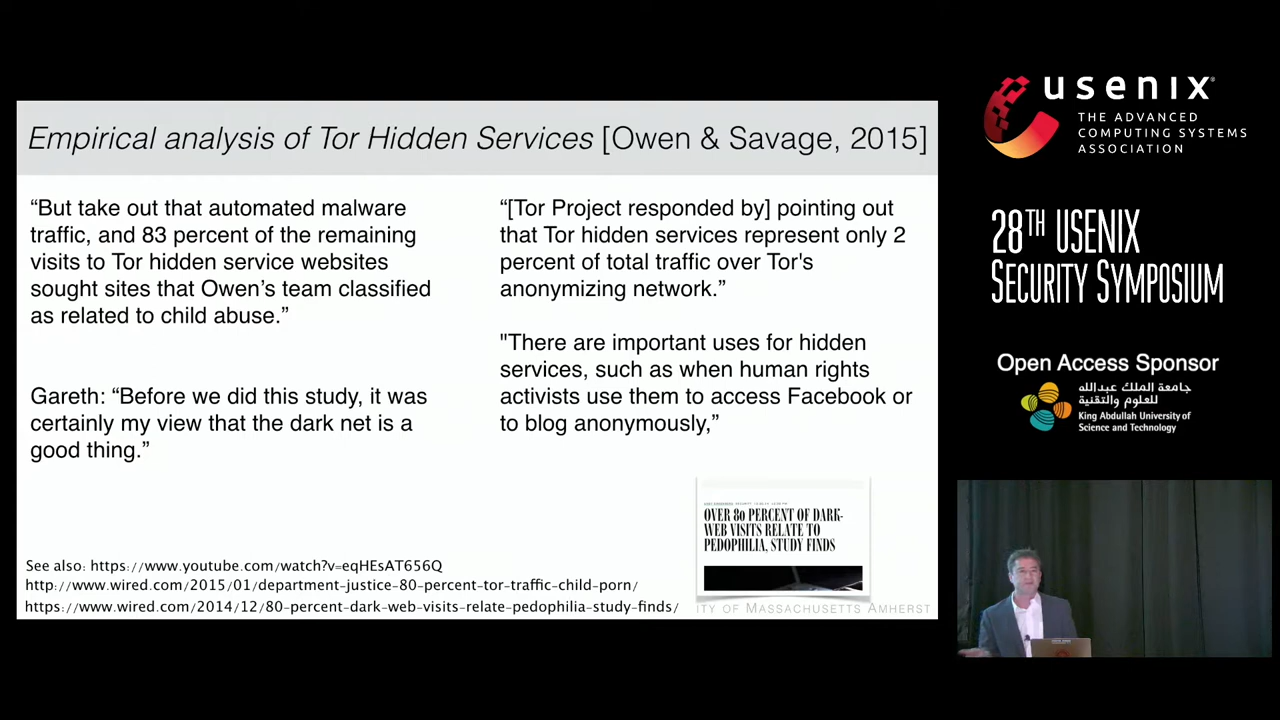 Empirical analysis of Tor Hidden Services [Owen & Savage, 2015]
“But take out that automated malware
traffic, and 83 percent of the remaining
visits to Tor hidden service websites
sought sites that Owen’s team classified
as related to child abuse.”
Gareth: “Before we did this study, it was
certainly my view that the dark net is a
good thing.”
“[Tor Project responded by] pointing out
that Tor hidden services represent only 2
percent of total traffic over Tor's
anonymizing network.”
"There are important uses for hidden
services, such as when human rights
activists use them to access Facebook or
to blog anonymously,”
OVER 80 PERCENT OF DARK-
WEB VISITS RELATE TO
PEDOPHILIA, STUDY FINDS
See also: https://www.youtube.com/watch?v=eqHEsAT656Q
http://www.wired.com/2015/01/department-justice-80-percent-tor-traffic-child-porn/
https://www.wired.com/2014/12/80-percent-dark-web-visits-relate-pedophilia-study-finds/
ITY OF MASSACHUSETTS AMHERST
usenix
THE ADVANCED
COMPUTING SYSTEMS
ASSOCIATION
28TH USENIX
SECURITY SYMPOSIUM
Open Access Sponsor
جامعة الملك عبدالله
للعلوم والتقنية
King Abdullah University of
Science and Technology